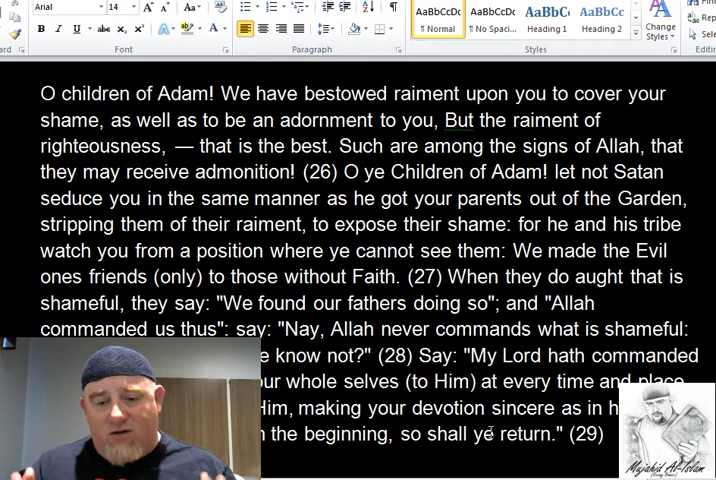 Font
Paragraph
Styles
Arial
14
AaBbCcDc
AaBbCcDc
AaBbC
AaBbCc
¶ Normal
¶ No Spaci...
Heading 1
Heading 2
Change
Styles
Repl
Sele
O children of Adam! We have bestowed raiment upon you to cover your
shame, as well as to be an adornment to you, But the raiment of
righteousness, — that is the best. Such are among the signs of Allah, that
they may receive admonition! (26) O ye Children of Adam! let not Satan
seduce you in the same manner as he got your parents out of the Garden,
stripping them of their raiment, to expose their shame: for he and his tribe
watch you from a position where ye cannot see them: We made the Evil
ones friends (only) to those without Faith. (27) When they do aught that is
shameful, they say: "We found our fathers doing so"; and "Allah
commanded us thus": say: "Nay, Allah never commands what is shameful:
e know not?" (28) Say: "My Lord hath commanded
our whole selves (to Him) at every time and place
Him, making your devotion sincere as in h
n the beginning, so shall ye return." (29)
Mujahid Al-Islam